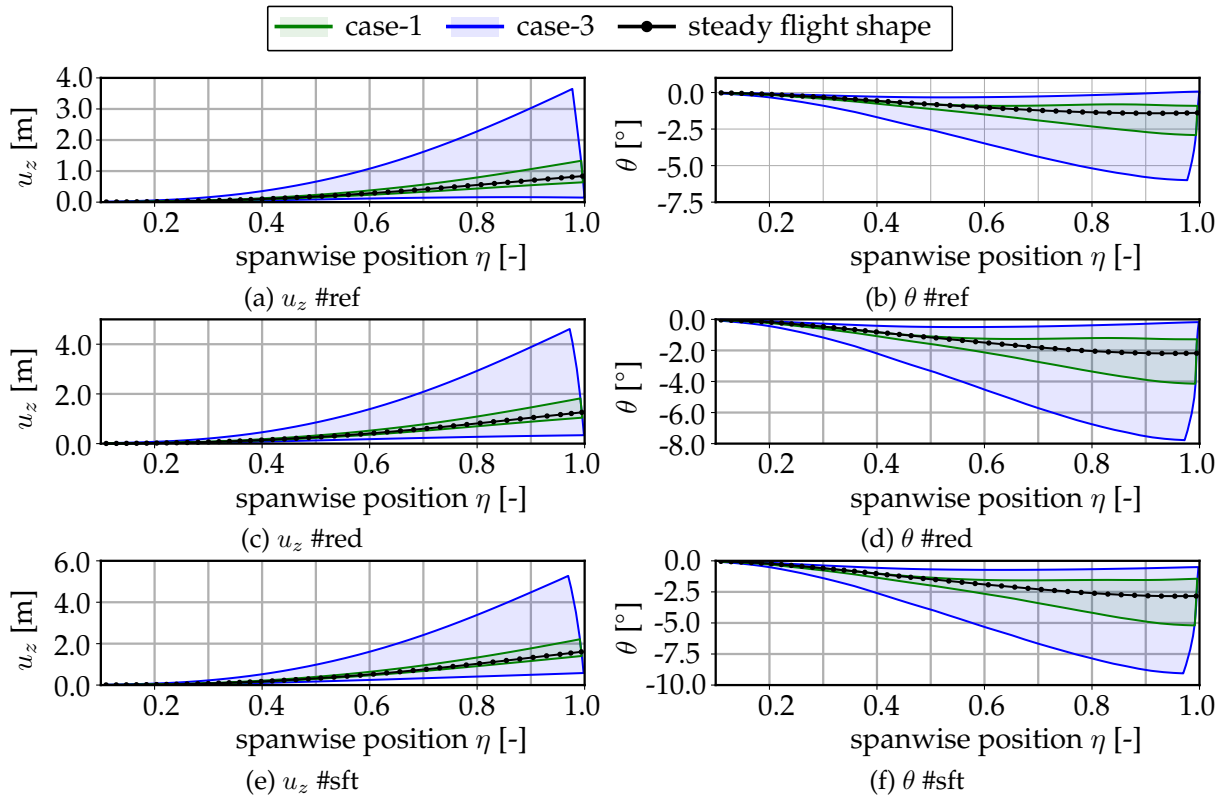 case-1 case-3 steady flight shape
4.0
3.0
2.0
1.0
0.0
u_z [m]
0.2 0.4 0.6 0.8 1.0
spanwise position η [-]
(a) u_z #ref
0.0
-2.5
-5.0
-7.5
θ [°]
0.2 0.4 0.6 0.8 1.0
spanwise position η [-]
(b) θ #ref
4.0
2.0
0.0
u_z [m]
0.2 0.4 0.6 0.8 1.0
spanwise position η [-]
(c) u_z #red
0.0
-2.0
-4.0
-6.0
-8.0
θ [°]
0.2 0.4 0.6 0.8 1.0
spanwise position η [-]
(d) θ #red
6.0
4.0
2.0
0.0
u_z [m]
0.2 0.4 0.6 0.8 1.0
spanwise position η [-]
(e) u_z #sft
0.0
-2.5
-5.0
-7.5
-10.0
θ [°]
0.2 0.4 0.6 0.8 1.0
spanwise position η [-]
(f) θ #sft